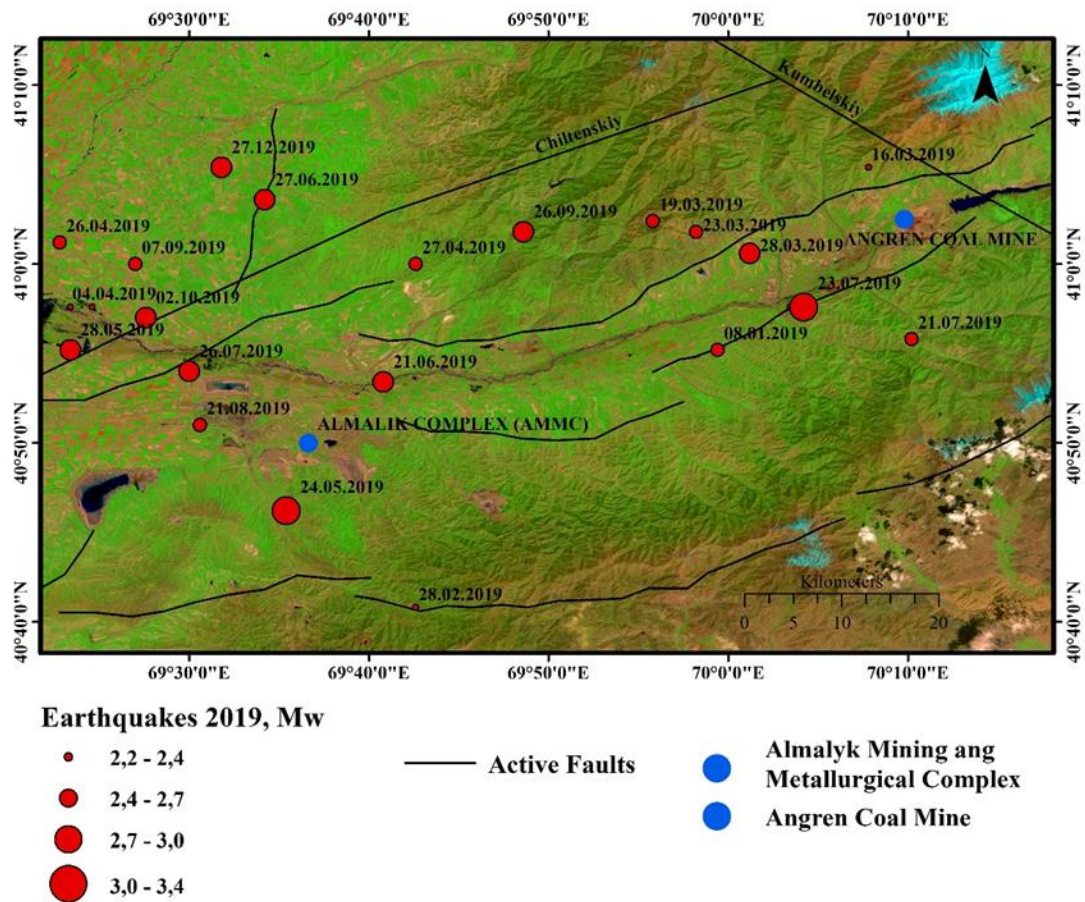 69°30'0"E 69°40'0"E 69°50'0"E 70°0'0"E 70°10'0"E
41°10'0"N
41°10'0"N
Kumbelskiy
Chiltenskiy
27.12.2019
16.03.2019
27.06.2019
19.03.2019
26.09.2019
23.03.2019
26.04.2019
ANGREN COAL MINE
07.09.2019
27.04.2019
28.03.2019
41°0'0"N
41°0'0"N
23.07.2019
04.04.2019
02.10.2019
28.05.2019
08.01.2019
21.07.2019
26.07.2019
21.06.2019
21.08.2019
ALMALIK COMPLEX (AMMC)
40°50'0"N
40°50'0"N
24.05.2019
28.02.2019
Kilometers
0 5 10 20
40°40'0"N
40°40'0"N
69°30'0"E 69°40'0"E 69°50'0"E 70°0'0"E 70°10'0"E
Earthquakes 2019, Mw
2,2 - 2,4
2,4 - 2,7
2,7 - 3,0
3,0 - 3,4
Active Faults
Almalyk Mining ang
Metallurgical Complex
Angren Coal Mine